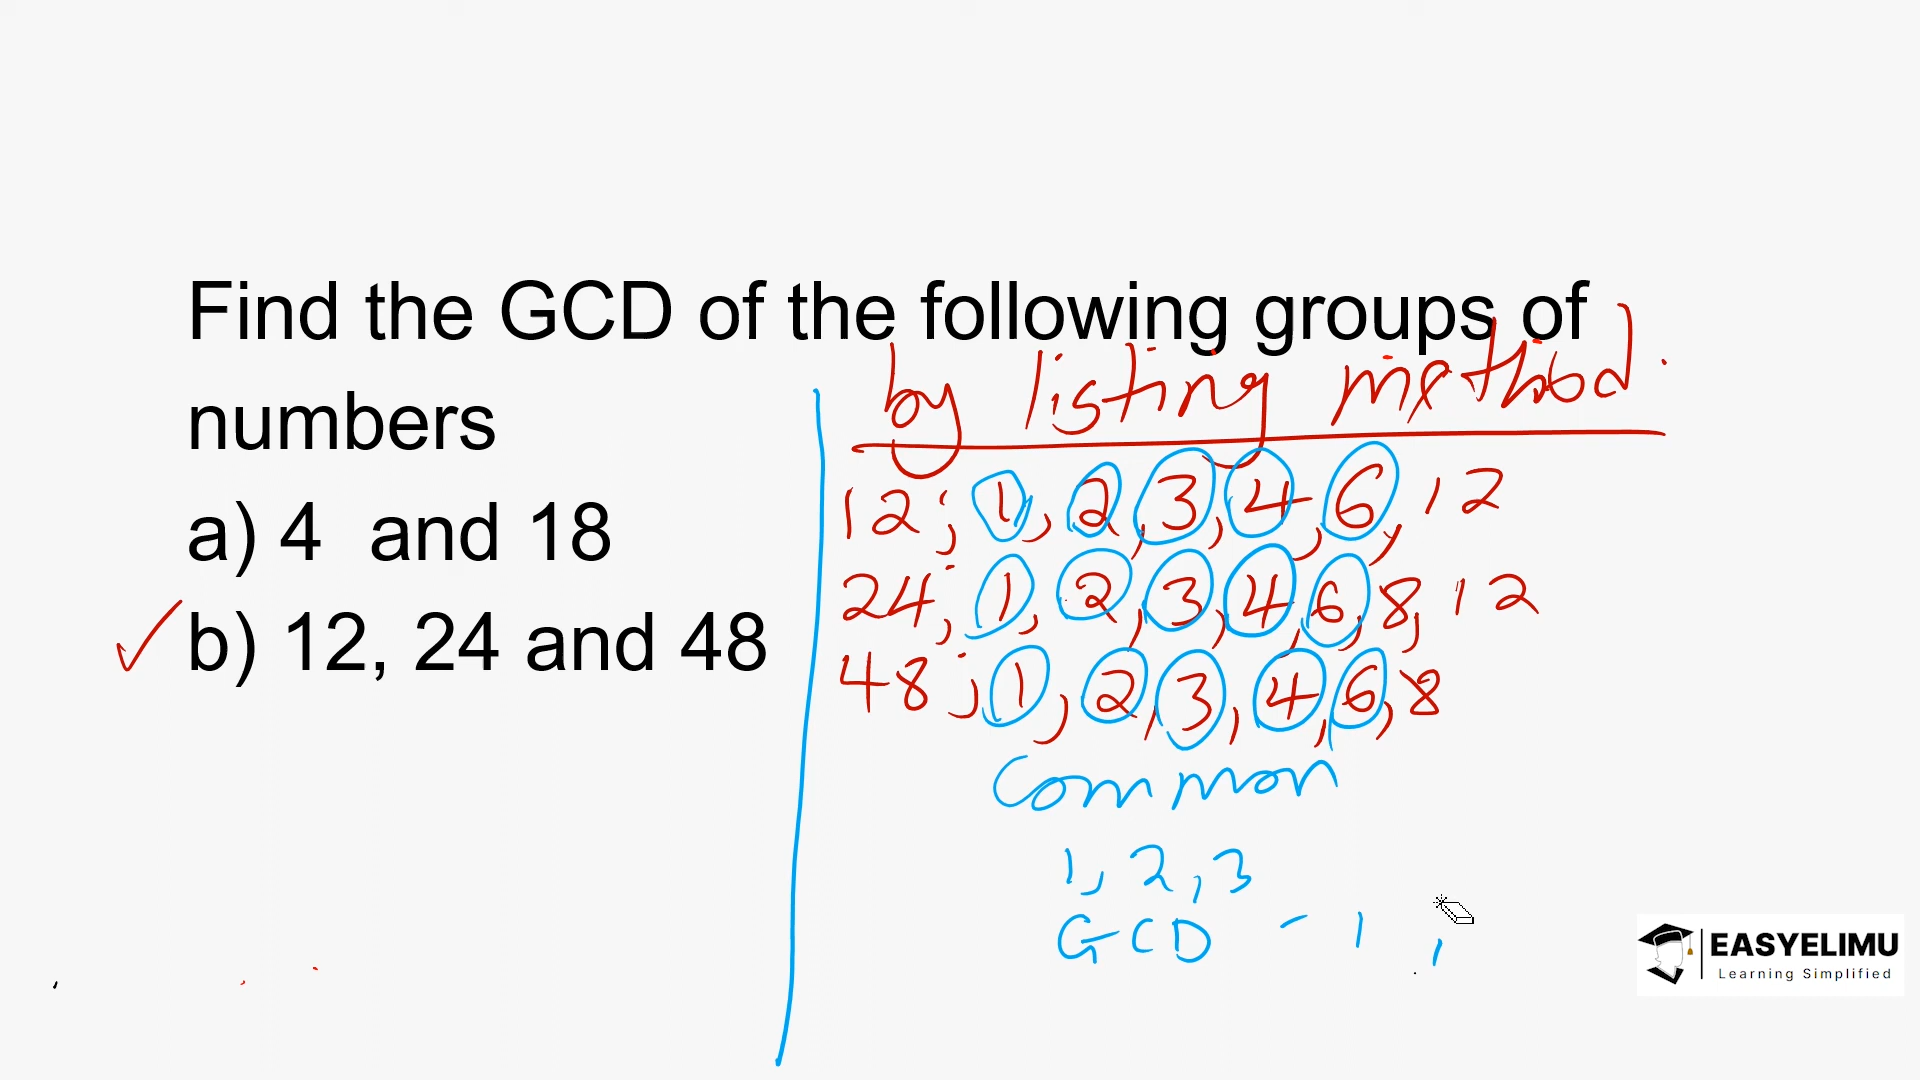 Find the GCD of the following groups of
numbers
a) 4 and 18
b) 12, 24 and 48
by listing method.
12; 1, 2, 3, 4, 6, 12
24; 1, 2, 3, 4, 6, 8, 12
48; 1, 2, 3, 4, 6, 8
Common
1, 2, 3
GCD - 1,
EASYELIMU
Learning Simplified